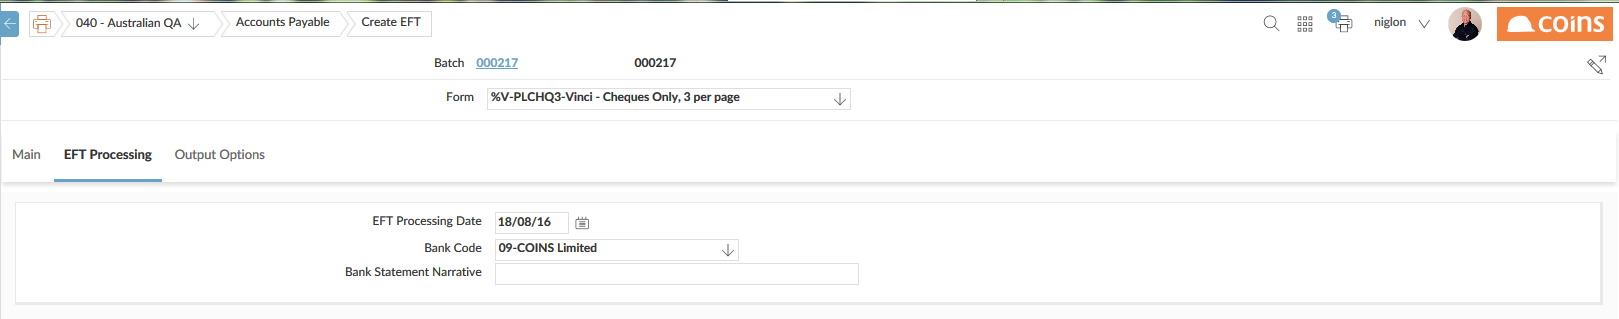 040 - Australian QA Accounts Payable Create EFT 3 niglon coins
Batch 000217 000217
Form %V-PLCHQ3-Vinci - Cheques Only, 3 per page
Main EFT Processing Output Options
EFT Processing Date 18/08/16
Bank Code 09-COINS Limited
Bank Statement Narrative